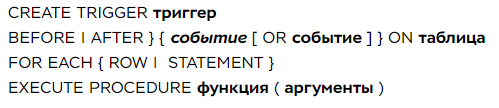 CREATE TRIGGER триггер
BEFORE | AFTER } { событие [ OR событие ] } ON таблица
FOR EACH { ROW | STATEMENT }
EXECUTE PROCEDURE функция ( аргументы )